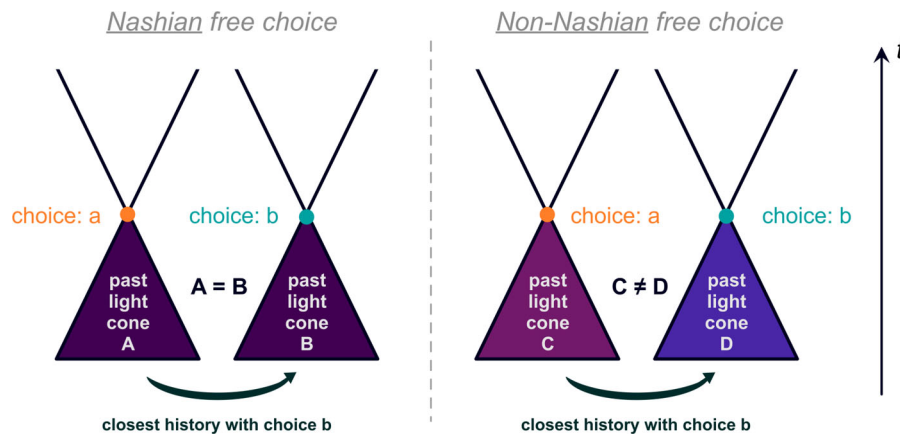 Nashian free choice
choice: a
choice: b
past
light
cone
A
A = B
past
light
cone
B
closest history with choice b
Non-Nashian free choice
t
choice: a
choice: b
past
light
cone
C
C ≠ D
past
light
cone
D
closest history with choice b